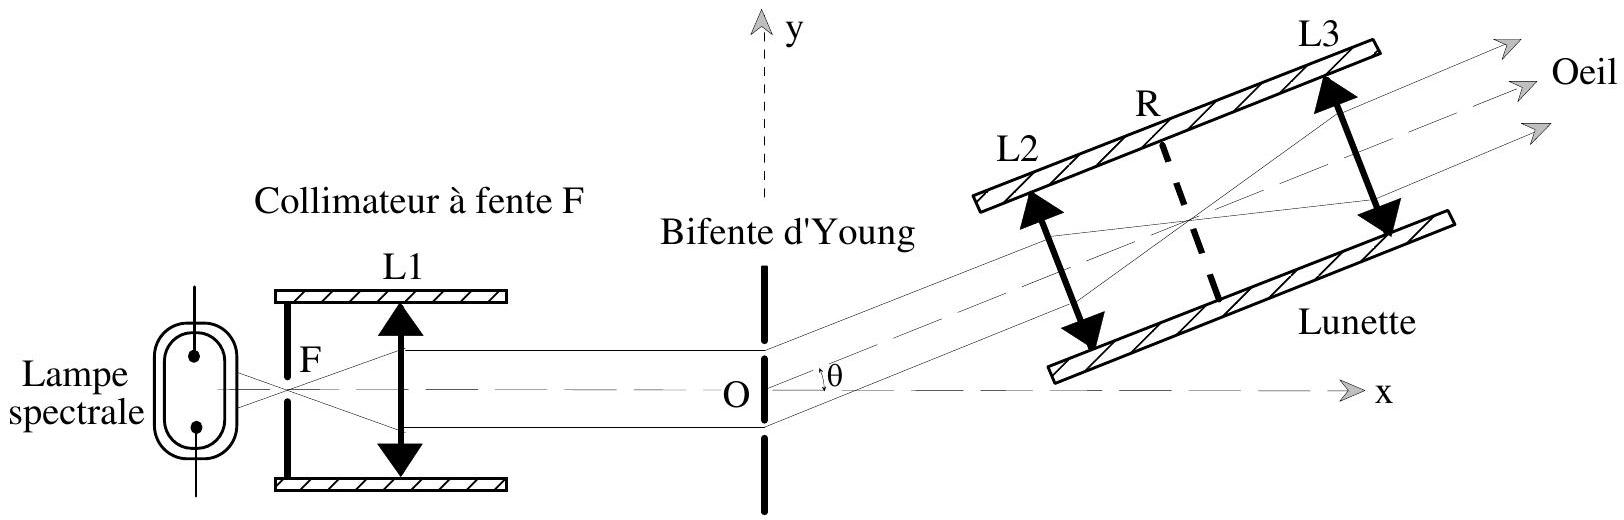 y
L3
Oeil
R
L2
Collimateur à fente F
Bifente d'Young
L1
Lunette
F
Lampe
spectrale
O
θ
x